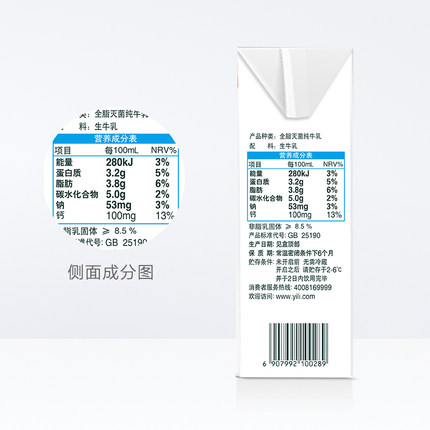 类：全脂灭菌纯牛乳
料：生牛乳
营养成分表
项目 每100mL NRV%
能量 280kJ 3%
蛋白质 3.2g 5%
脂肪 3.8g 6%
碳水化合物 5.0g 2%
钠 53mg 3%
钙 100mg 13%
脂乳固体 ≥ 8.5 %
标准代号: GB 25190
侧面成分图
产品种类：全脂灭菌纯牛乳
配 料：生牛乳
营养成分表
项目 每100mL NRV%
能量 280kJ 3%
蛋白质 3.2g 5%
脂肪 3.8g 6%
碳水化合物 5.0g 2%
钠 53mg 3%
钙 100mg 13%
非脂乳固体 ≥ 8.5 %
产品标准代号: GB 25190
生产日期: 见盒顶部
保 质 期: 常温密闭条件下6个月
贮存条件: 未开启前 无需冷藏
开启之后 请贮存于2-6℃
并于2日内饮用完毕
消费者服务热线: 4008169999
欢迎访问: www.yili.com
6 907992 100289